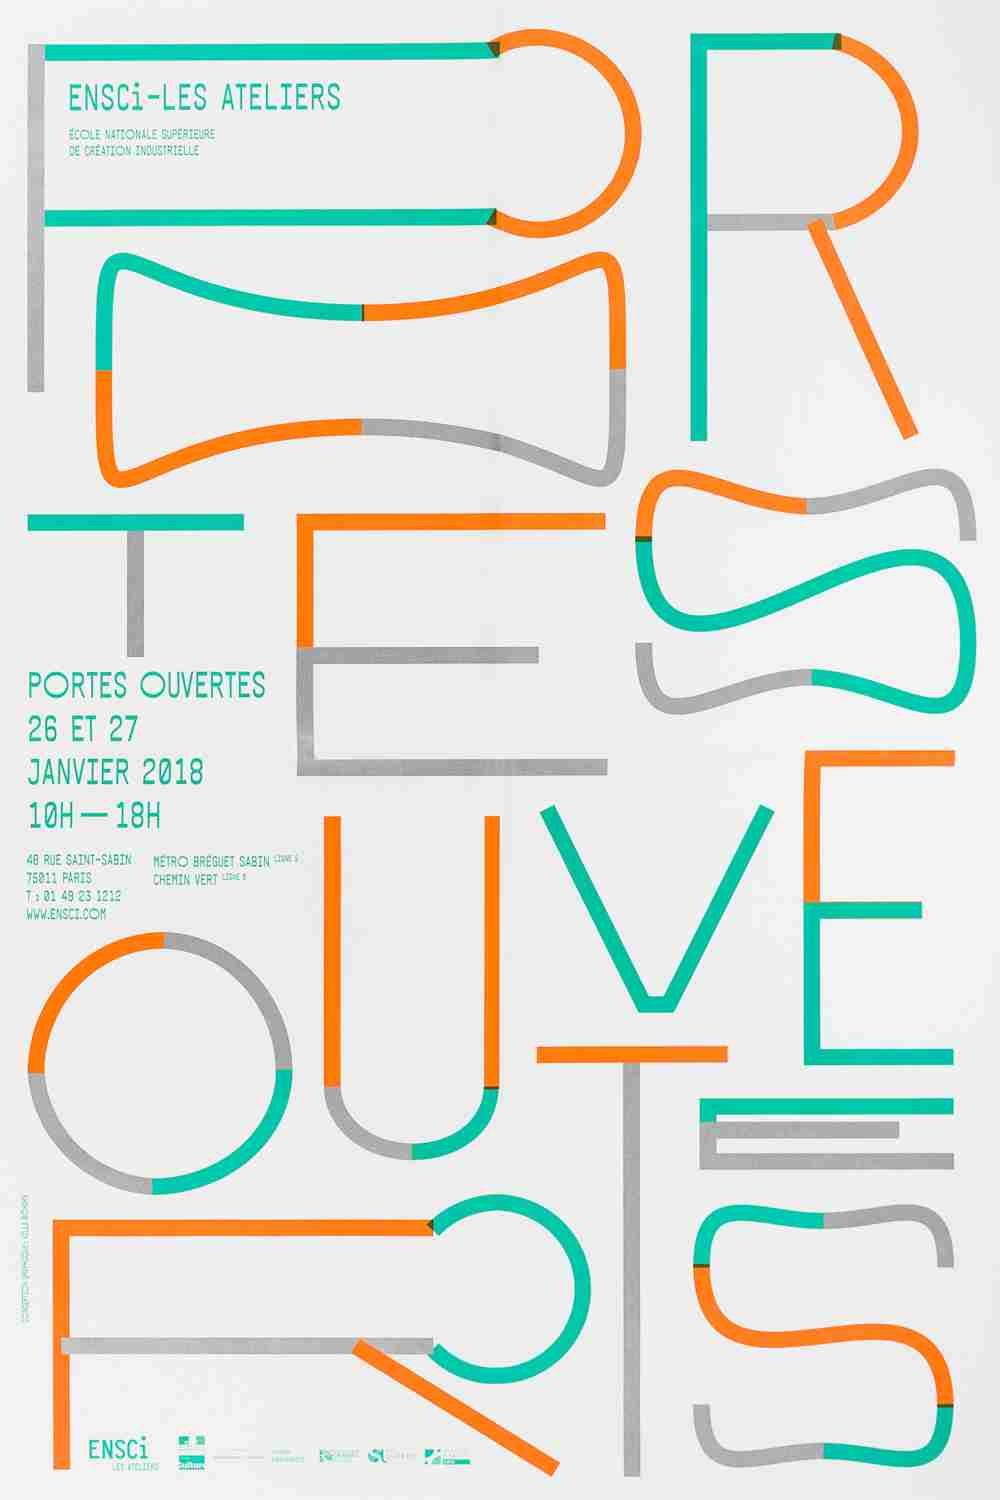 ENSCi–LES ATELIERS
ÉCOLE NATIONALE SUPÉRIEURE
DE CRÉATION INDUSTRIELLE
PORTES
PORTES OUVERTES
26 ET 27
JANVIER 2018
10H — 18H
48 RUE SAINT-SABIN
75011 PARIS
T : 01 49 23 1212
WWW.ENSCI.COM
MÉTRO BRÉGUET SABIN LIGNE 5
CHEMIN VERT LIGNE 8
OUVERTES
ENSCi
LES ATELIERS